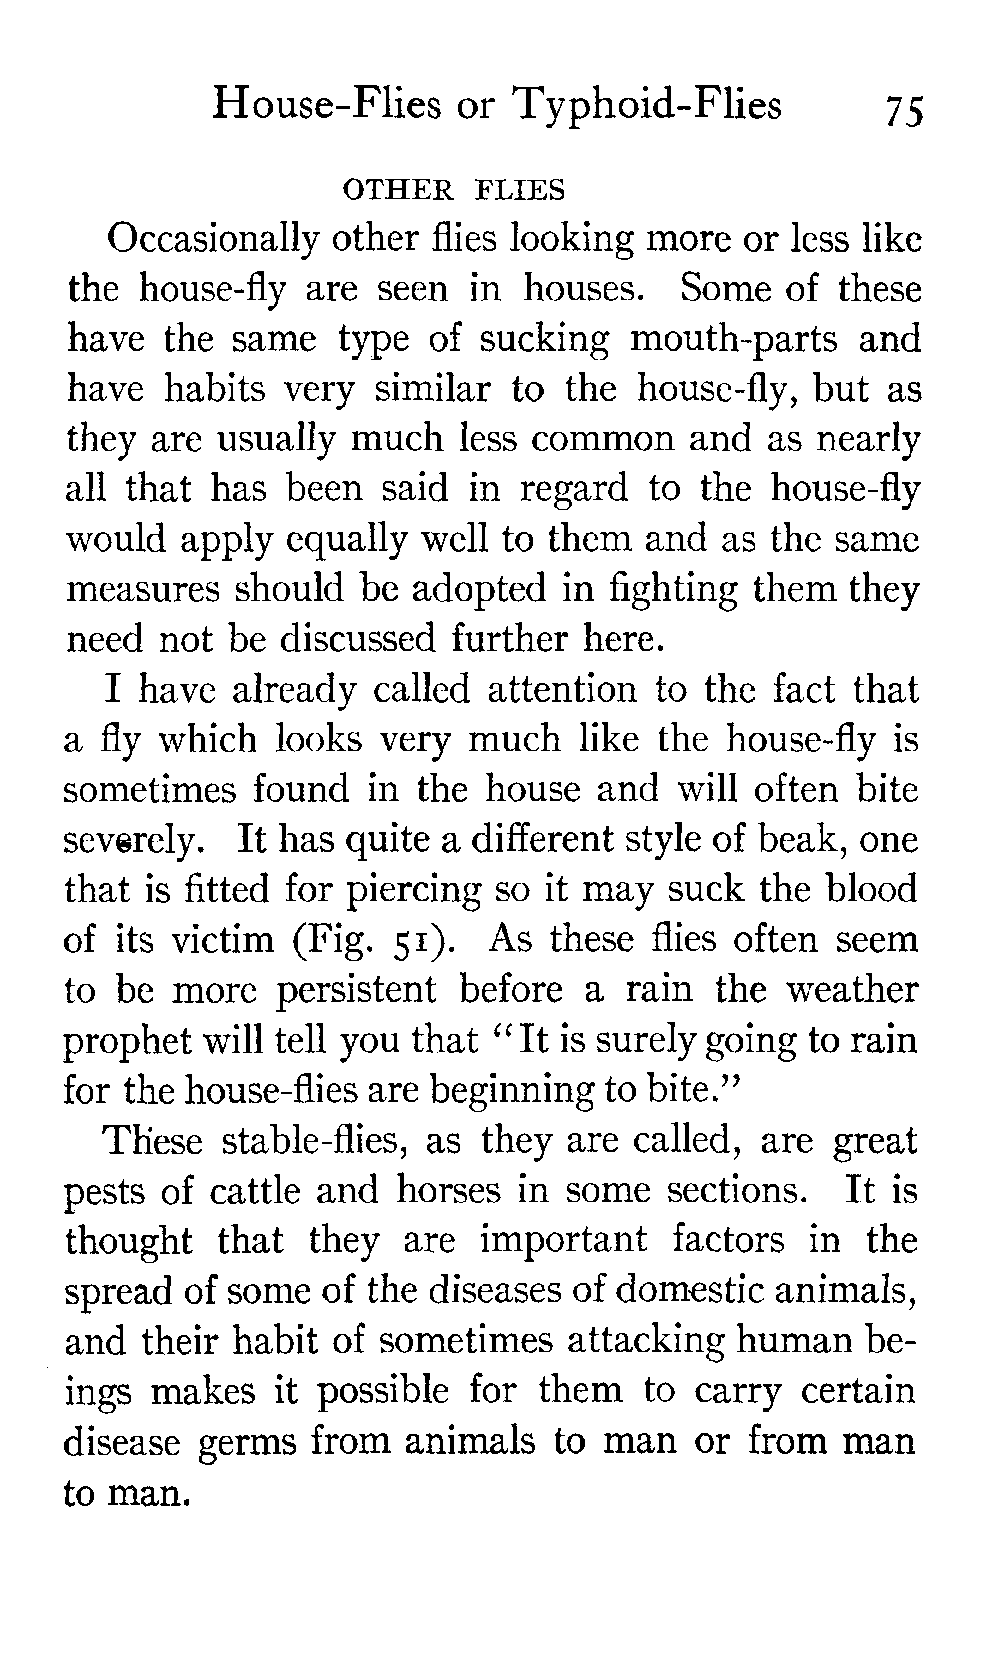 House-Flies or Typhoid-Flies 75
OTHER FLIES
Occasionally other flies looking more or less like
the house-fly are seen in houses. Some of these
have the same type of sucking mouth-parts and
have habits very similar to the house-fly, but as
they are usually much less common and as nearly
all that has been said in regard to the house-fly
would apply equally well to them and as the same
measures should be adopted in fighting them they
need not be discussed further here.
I have already called attention to the fact that
a fly which looks very much like the house-fly is
sometimes found in the house and will often bite
severely. It has quite a different style of beak, one
that is fitted for piercing so it may suck the blood
of its victim (Fig. 51). As these flies often seem
to be more persistent before a rain the weather
prophet will tell you that "It is surely going to rain
for the house-flies are beginning to bite."
These stable-flies, as they are called, are great
pests of cattle and horses in some sections. It is
thought that they are important factors in the
spread of some of the diseases of domestic animals,
and their habit of sometimes attacking human be-
ings makes it possible for them to carry certain
disease germs from animals to man or from man
to man.